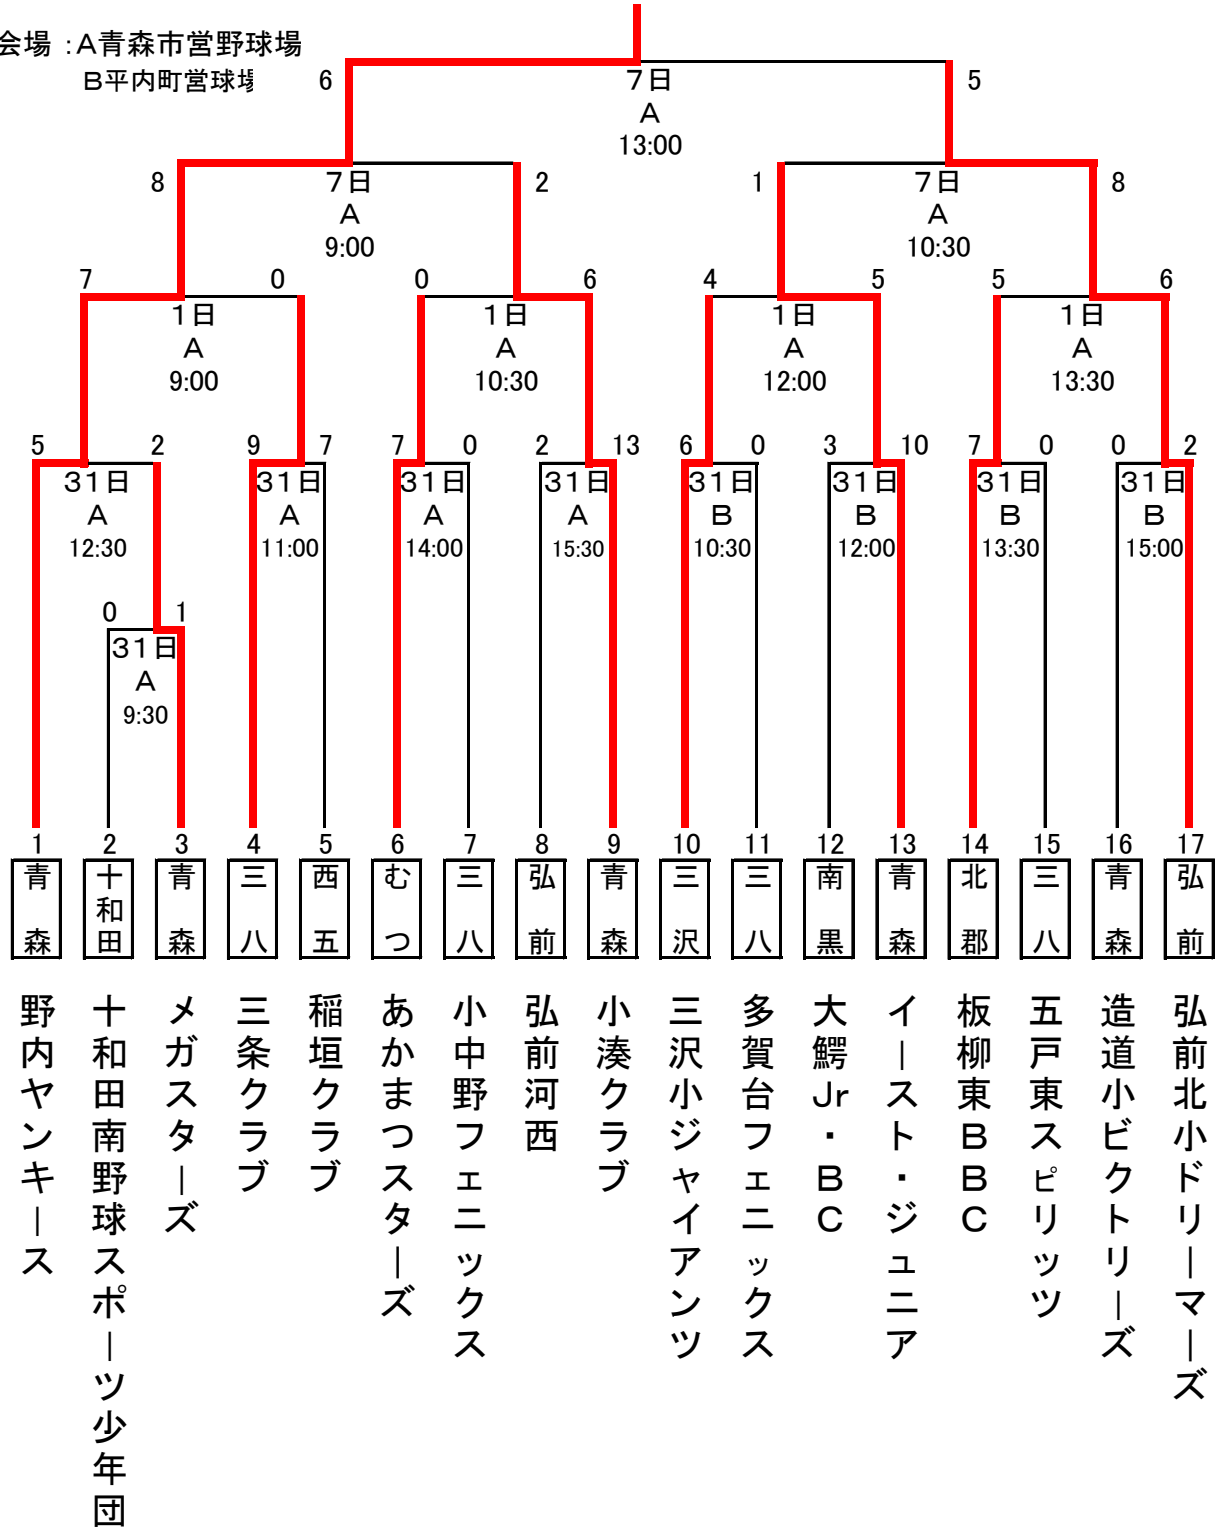 会場 :A青森市営野球場
B平内町営球場
6
7日
A
13:00
5
8
7日
A
9:00
2
1
7日
A
10:30
8
7
1日
A
9:00
0
0
1日
A
10:30
6
4
1日
A
12:00
5
5
1日
A
13:30
6
5
31日
A
12:30
2
9
31日
A
11:00
7
7
31日
A
14:00
0
2
31日
A
15:30
13
6
31日
B
10:30
0
3
31日
B
12:00
10
7
31日
B
13:30
0
0
31日
B
15:00
2
0
31日
A
9:30
1
1 2 3 4 5 6 7 8 9 10 11 12 13 14 15 16 17
青森
十和田
青森
三八
西五
むつ
三八
弘前
青森
三沢
三八
南黒
青森
北郡
三八
青森
弘前
野内ヤンキース
十和田南野球スポーツ少年団
メガスターズ
三条クラブ
稲垣クラブ
あかまつスターズ
小中野フェニックス
弘前河西
小湊クラブ
三沢小ジャイアンツ
多賀台フェニックス
大鰐Jr・BC
イースト・ジュニア
板柳東BBC
五戸東スピリッツ
造道小ビクトリーズ
弘前北小ドリーマーズ